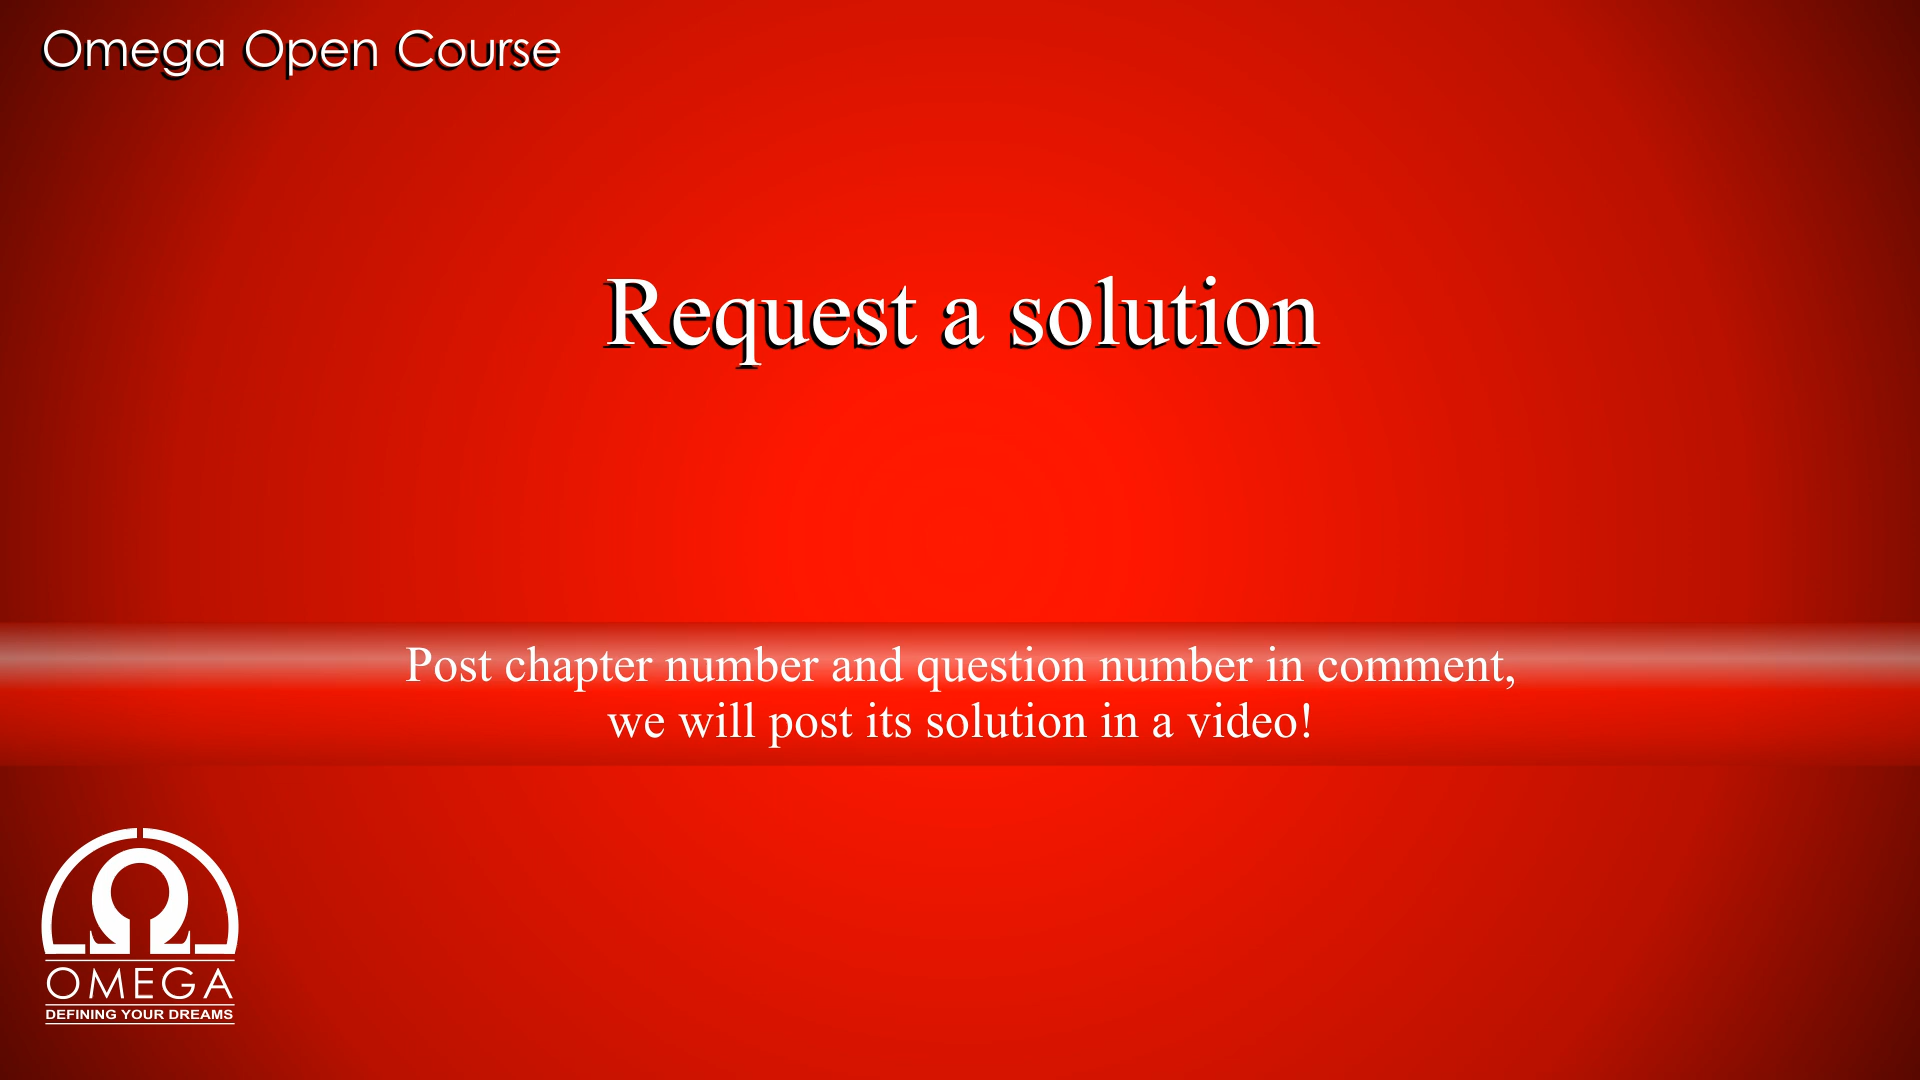 Omega Open Course
Request a solution
Post chapter number and question number in comment,
we will post its solution in a video!
Ω
OMEGA
DEFINING YOUR DREAMS